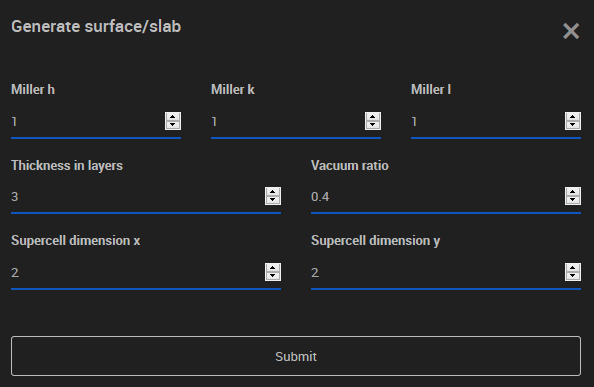 Generate surface/slab
Miller h Miller k Miller l
1 1 1
Thickness in layers Vacuum ratio
3 0.4
Supercell dimension x Supercell dimension y
2 2
Submit